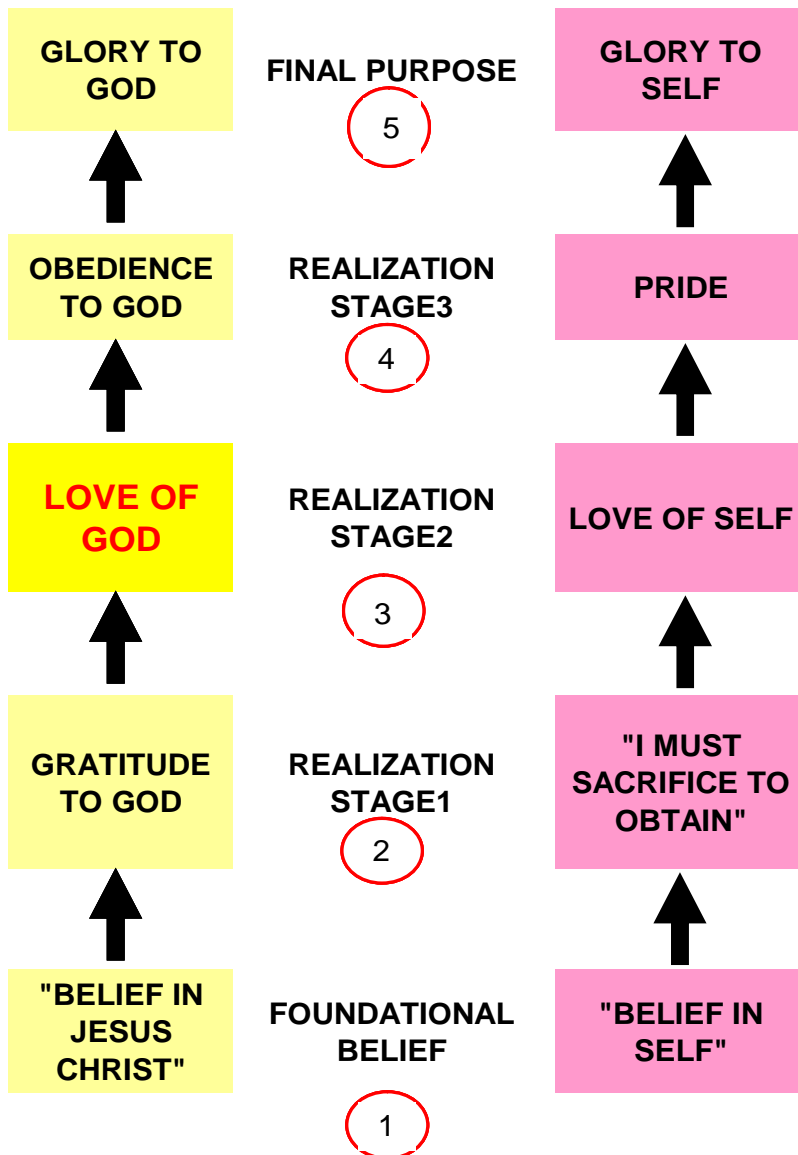 GLORY TO
GOD
FINAL PURPOSE
5
GLORY TO
SELF
OBEDIENCE
TO GOD
REALIZATION
STAGE3
4
PRIDE
LOVE OF
GOD
REALIZATION
STAGE2
3
LOVE OF SELF
GRATITUDE
TO GOD
REALIZATION
STAGE1
2
"I MUST
SACRIFICE TO
OBTAIN"
"BELIEF IN
JESUS
CHRIST"
FOUNDATIONAL
BELIEF
1
"BELIEF IN
SELF"